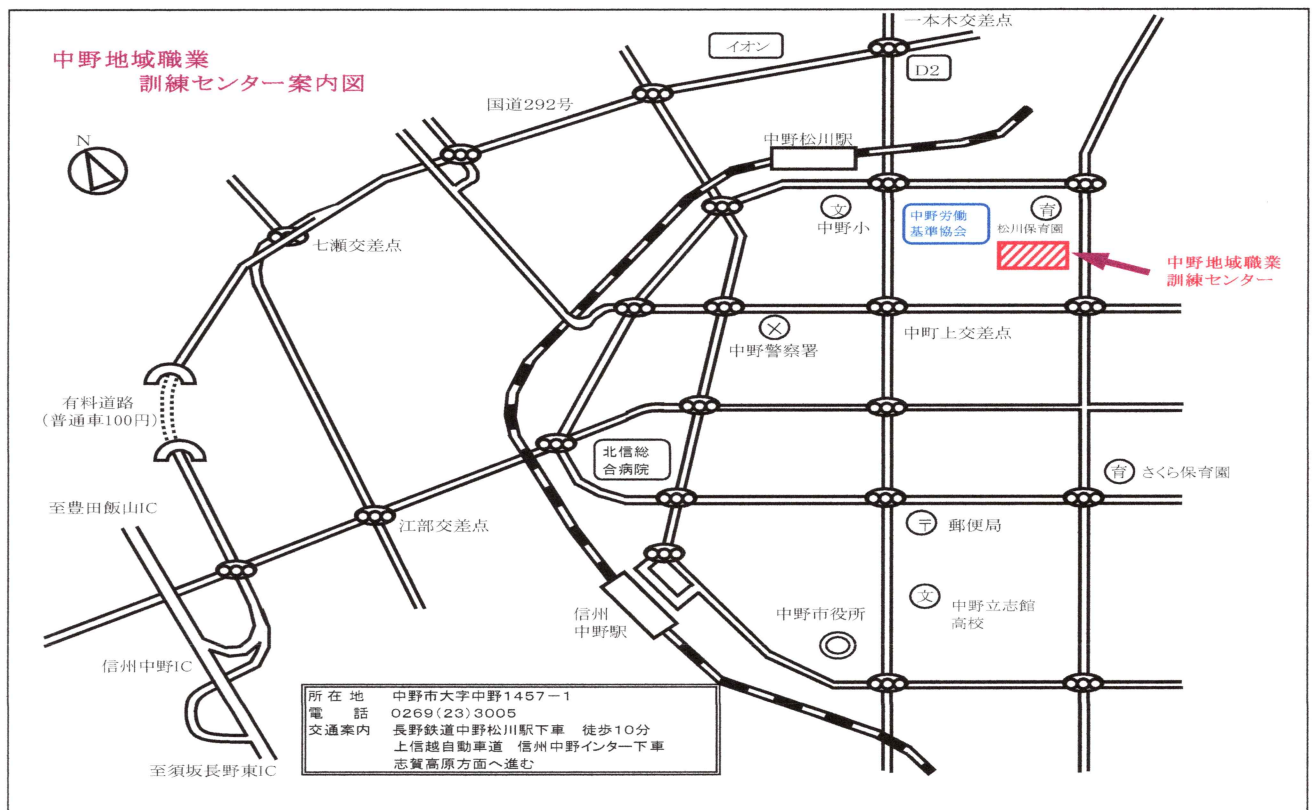 中野地域職業
訓練センター案内図
N
一本木交差点
イオン
D2
国道292号
中野松川駅
文
中野小
中野労働
基準協会
育
松川保育園
中野地域職業
訓練センター
七瀬交差点
中野警察署
中町上交差点
有料道路
(普通車100円)
北信総
合病院
育 さくら保育園
至豊田飯山IC
江部交差点
〒 郵便局
文
中野立志館
高校
信州
中野駅
中野市役所
信州中野IC
至須坂長野東IC
所在地 中野市大字中野1457-1
電話 0269(23)3005
交通案内 長野鉄道中野松川駅下車 徒歩10分
上信越自動車道 信州中野インター下車
志賀高原方面へ進む